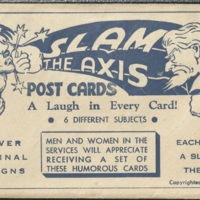 SLAM
THE AXIS
POST CARDS
A Laugh in Every Card!
• 6 DIFFERENT SUBJECTS •
VER
INAL
GNS
MEN AND WOMEN IN THE
SERVICES WILL APPRECIATE
RECEIVING A SET OF
THESE HUMOROUS CARDS
EACH
A SU
THE
Copyrighte